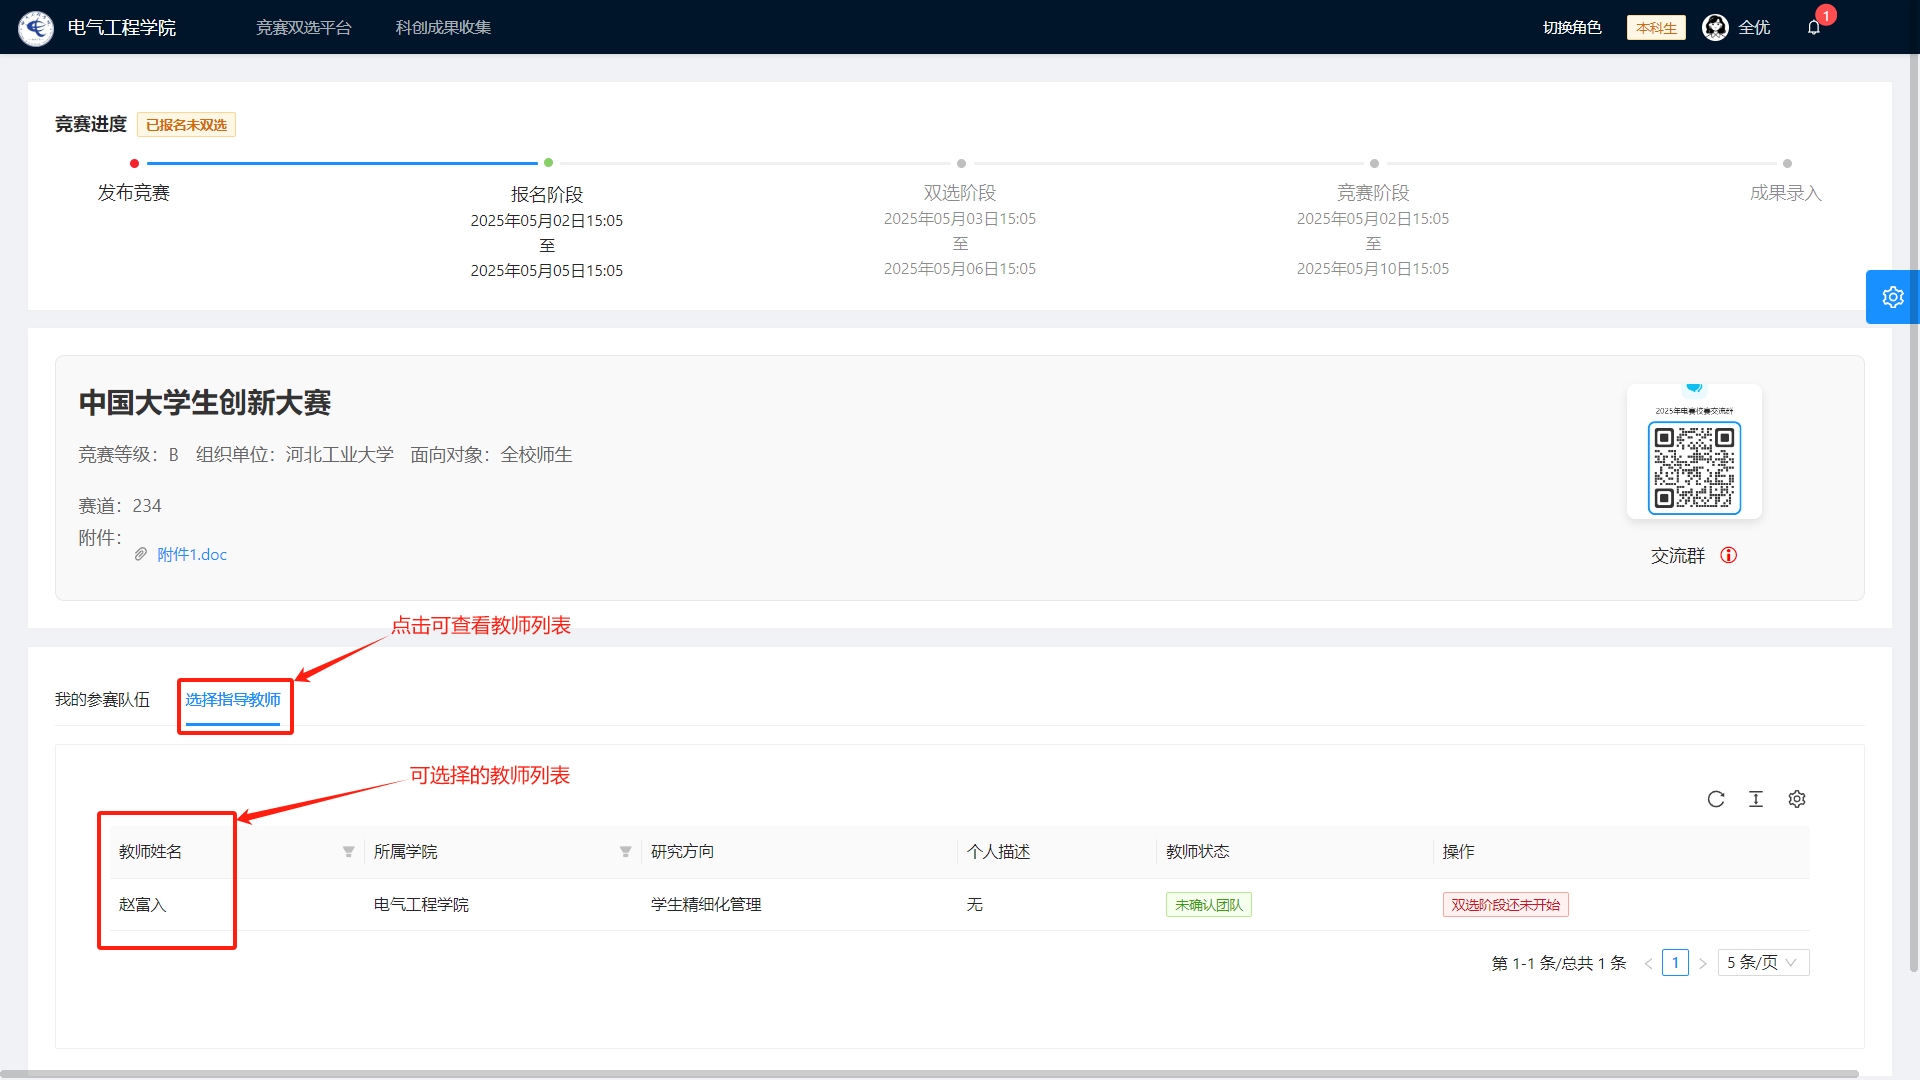 电气工程学院 竞赛双选平台 科创成果收集 切换角色 本科生 全优 1
竞赛进度 已报名未双选
发布竞赛 报名阶段 双选阶段 竞赛阶段 成果录入
2025年05月02日15:05 2025年05月03日15:05 2025年05月02日15:05
至 至 至
2025年05月05日15:05 2025年05月06日15:05 2025年05月10日15:05
中国大学生创新大赛
2025年电赛校赛交流群
竞赛等级：B 组织单位：河北工业大学 面向对象：全校师生
赛道：234
附件：
附件1.doc
交流群
点击可查看教师列表
我的参赛队伍 选择指导教师
可选择的教师列表
教师姓名 所属学院 研究方向 个人描述 教师状态 操作
赵富入 电气工程学院 学生精细化管理 无 未确认团队 双选阶段还未开始
第 1-1 条/总共 1 条 < 1 > 5 条/页